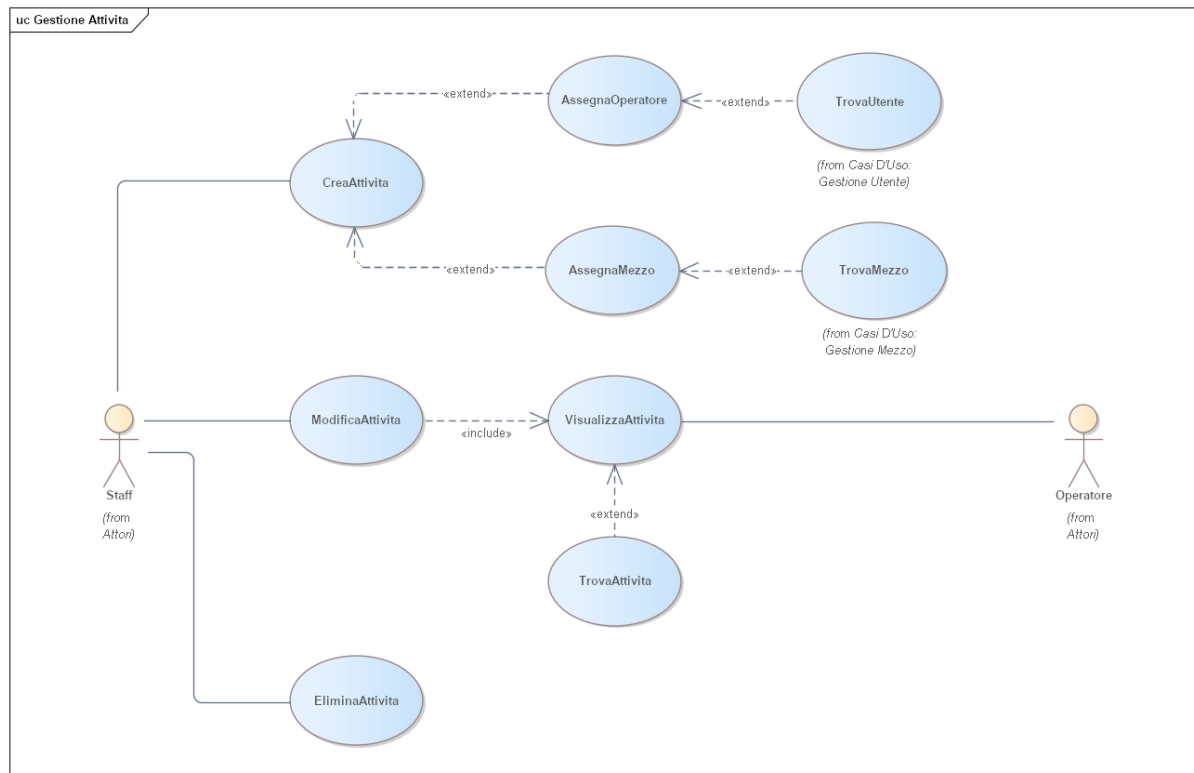 uc Gestione Attivita
AssegnaOperatore
«extend»
«extend»
TrovaUtente
(from Casi D'Uso:
Gestione Utente)
CreaAttivita
AssegnaMezzo
«extend»
«extend»
TrovaMezzo
(from Casi D'Uso:
Gestione Mezzo)
ModificaAttivita
«include»
VisualizzaAttivita
Staff
(from
Attori)
Operatore
(from
Attori)
«extend»
TrovaAttivita
EliminaAttivita